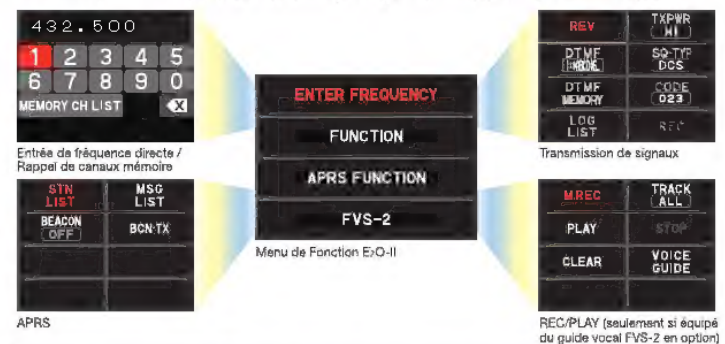 432.500
1 2 3 4 5
6 7 8 9 0
MEMORY CH LIST
Entrée de fréquence directe /
Rappel de canaux mémoire
STN LIST
MSG LIST
BEACON OFF
BCN-TX
APRS
ENTER FREQUENCY
FUNCTION
APRS FUNCTION
FVS-2
Menu de Fonction E2O-II
REV
TXPWR HI
DTMF
SQ-TYP DCS
DTMF MEMORY
CODE 023
LOG LIST
REC
Transmission de signaux
M.REC
TRACK ALL
PLAY
STOP
CLEAR
VOICE GUIDE
REC/PLAY (seulement si équipé
du guide vocal FVS-2 en option)